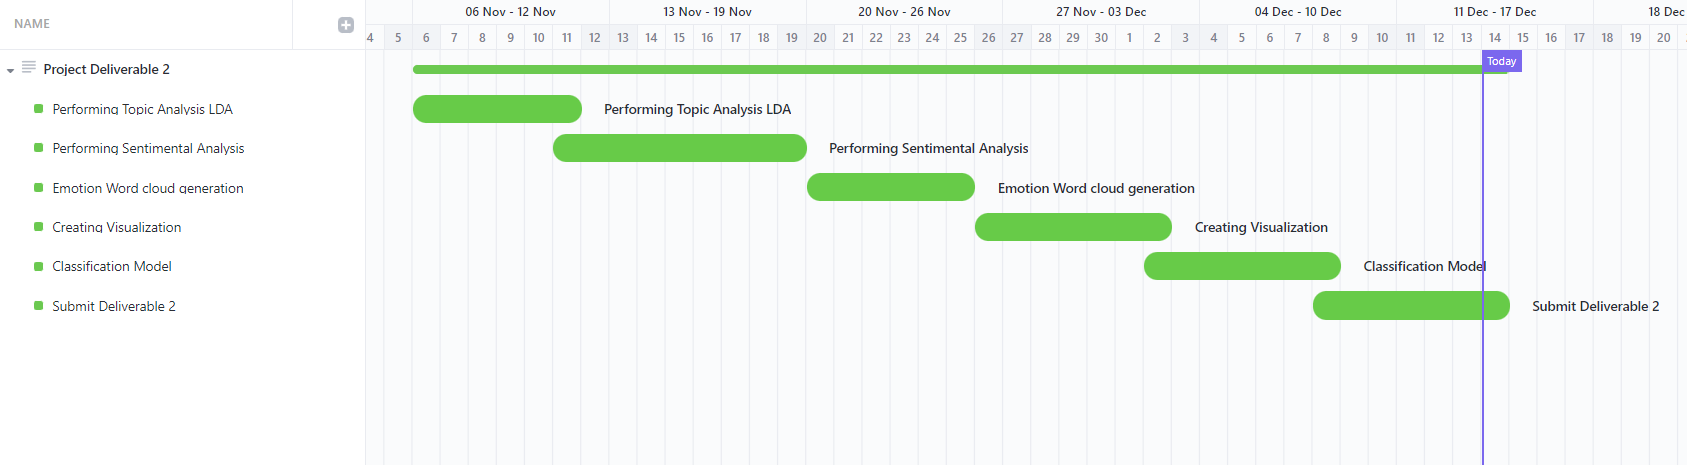 NAME
06 Nov - 12 Nov 13 Nov - 19 Nov 20 Nov - 26 Nov 27 Nov - 03 Dec 04 Dec - 10 Dec 11 Dec - 17 Dec 18 Dec
4 5 6 7 8 9 10 11 12 13 14 15 16 17 18 19 20 21 22 23 24 25 26 27 28 29 30 1 2 3 4 5 6 7 8 9 10 11 12 13 14 15 16 17 18 19 20
Today
Project Deliverable 2
Performing Topic Analysis LDA Performing Topic Analysis LDA
Performing Sentimental Analysis Performing Sentimental Analysis
Emotion Word cloud generation Emotion Word cloud generation
Creating Visualization Creating Visualization
Classification Model Classification Model
Submit Deliverable 2 Submit Deliverable 2